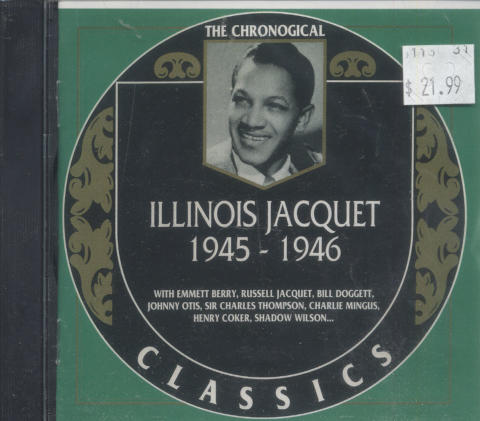 THE CHRONOGICAL
$ 21.99
ILLINOIS JACQUET
1945 - 1946
WITH EMMETT BERRY, RUSSELL JACQUET, BILL DOGGETT,
JOHNNY OTIS, SIR CHARLES THOMPSON, CHARLIE MINGUS,
HENRY COKER, SHADOW WILSON...
CLASSICS